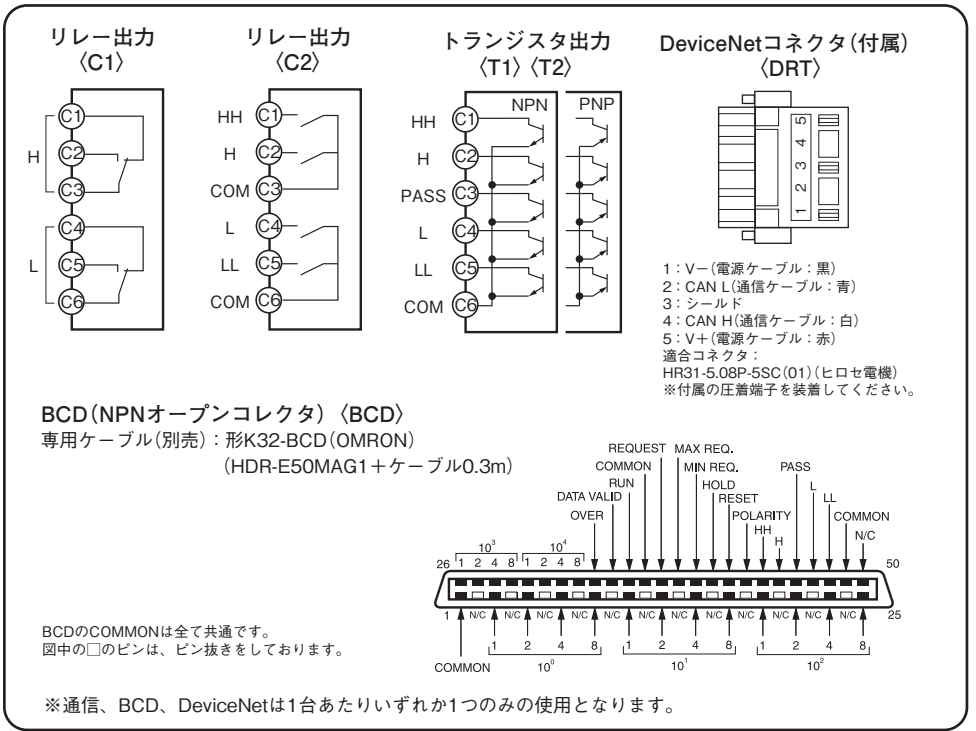 リレー出力
〈C1〉
C1
H C2
C3
C4
L C5
C6
リレー出力
〈C2〉
HH C1
H C2
COM C3
L C4
LL C5
COM C6
トランジスタ出力
〈T1〉〈T2〉
NPN PNP
HH C1
H C2
PASS C3
L C4
LL C5
COM C6
DeviceNetコネクタ(付属)
〈DRT〉
1 2 3 4 5
1：V−(電源ケーブル：黒)
2：CAN L(通信ケーブル：青)
3：シールド
4：CAN H(通信ケーブル：白)
5：V+(電源ケーブル：赤)
適合コネクタ：
HR31-5.08P-5SC(01)(ヒロセ電機)
※付属の圧着端子を装着してください。
BCD(NPNオープンコレクタ)〈BCD〉
専用ケーブル(別売)：形K32-BCD(OMRON)
(HDR-E50MAG1＋ケーブル0.3m)
REQUEST MAX REQ.
COMMON MIN REQ. PASS
RUN HOLD L
DATA VALID RESET LL
OVER POLARITY COMMON
HH N/C
H
10³ 10⁴
26 1 2 4 8 1 2 4 8 50
1 N/C N/C N/C N/C N/C N/C N/C N/C N/C N/C N/C N/C 25
1 2 4 8 1 2 4 8 1 2 4 8
COMMON 10⁰ 10¹ 10²
BCDのCOMMONは全て共通です。
図中の□のピンは、ピン抜きをしております。
※通信、BCD、DeviceNetは1台あたりいずれか1つのみの使用となります。